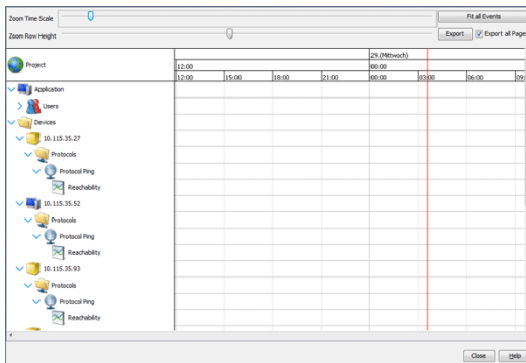 Zoom Time Scale
Fit all Events
Zoom Row Height
Export
Export all Page
Project
29.(Mittwoch)
12:00
00:00
12:00
15:00
18:00
21:00
00:00
03:00
06:00
09:
Application
Users
Devices
10.115.35.27
Protocols
Protocol Ping
Reachability
10.115.35.52
Protocols
Protocol Ping
Reachability
10.115.35.93
Protocols
Protocol Ping
Reachability
Close
Help